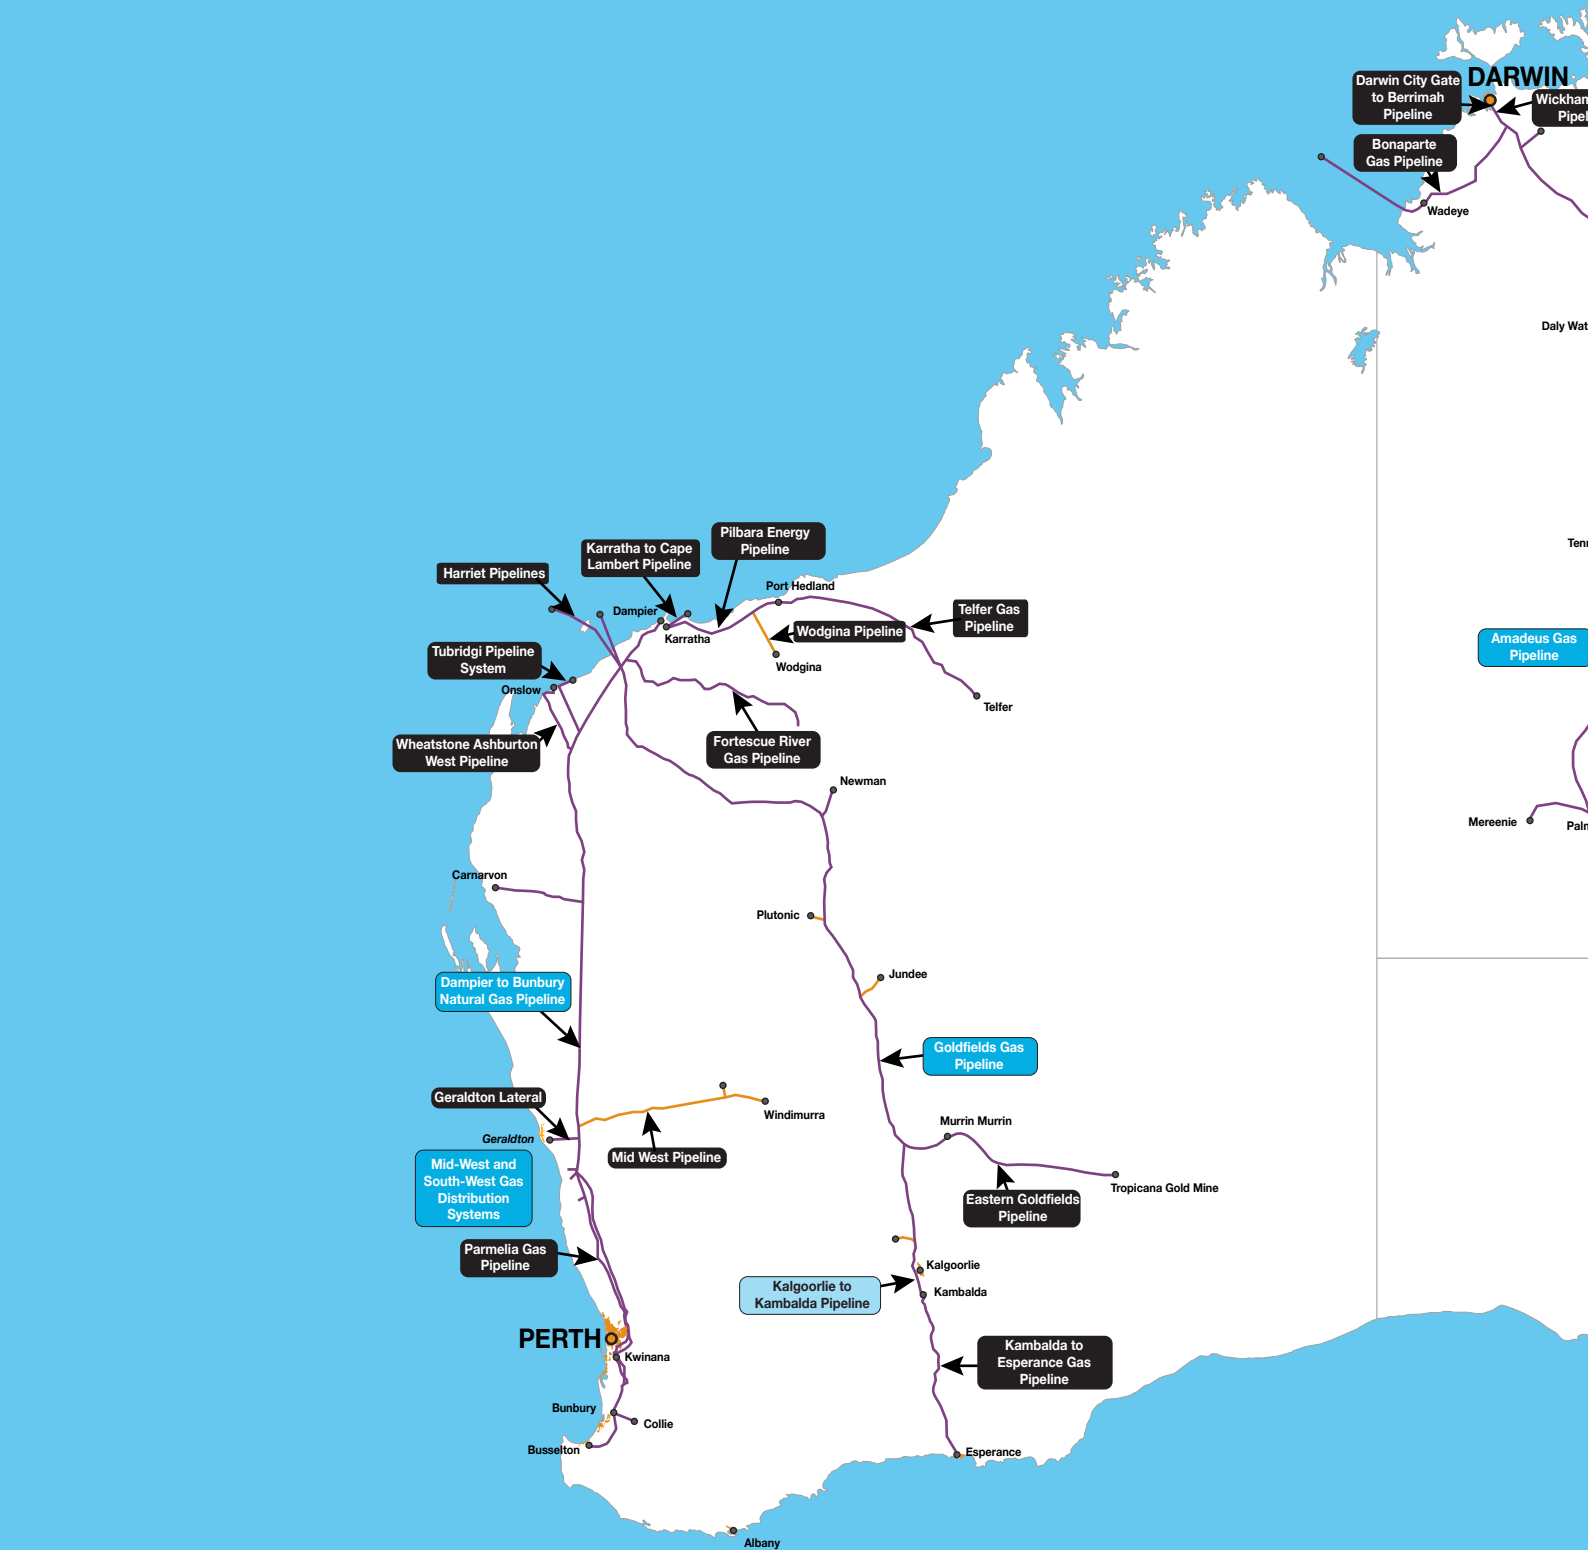 DARWIN
Darwin City Gate
to Berrimah
Pipeline
Bonaparte
Gas Pipeline
Wadeye
Karratha to Cape
Lambert Pipeline
Pilbara Energy
Pipeline
Harriet Pipelines
Port Hedland
Dampier
Karratha
Telfer Gas
Pipeline
Wodgina Pipeline
Wodgina
Tubridgi Pipeline
System
Onslow
Telfer
Amadeus Gas
Pipeline
Wheatstone Ashburton
West Pipeline
Fortescue River
Gas Pipeline
Newman
Mereenie
Carnarvon
Plutonic
Jundee
Dampier to Bunbury
Natural Gas Pipeline
Goldfields Gas
Pipeline
Geraldton Lateral
Windimurra
Murrin Murrin
Geraldton
Mid West Pipeline
Mid-West and
South-West Gas
Distribution
Systems
Tropicana Gold Mine
Eastern Goldfields
Pipeline
Parmelia Gas
Pipeline
Kalgoorlie
Kalgoorlie to
Kambalda Pipeline
Kambalda
PERTH
Kwinana
Kambalda to
Esperance Gas
Pipeline
Bunbury
Collie
Busselton
Esperance
Albany
Daly